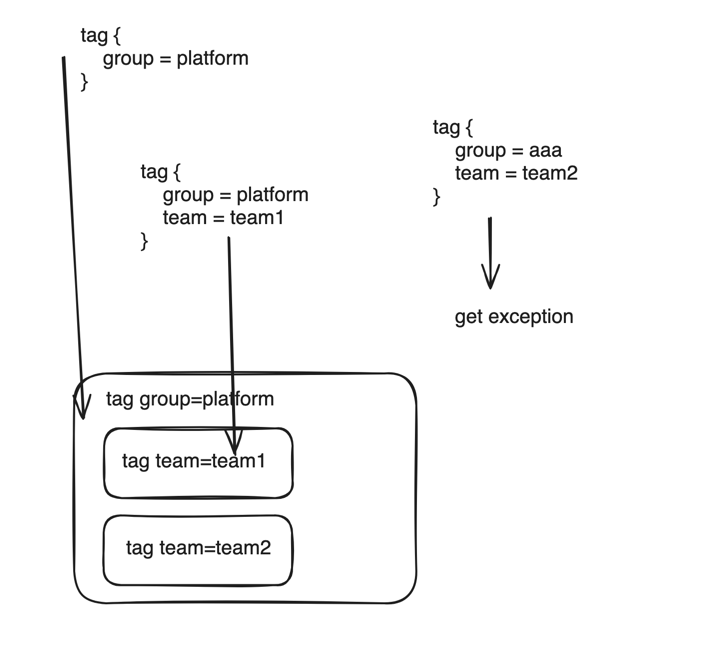 tag {
group = platform
}
tag {
group = aaa
team = team2
}
tag {
group = platform
team = team1
}
get exception
tag group=platform
tag team=team1
tag team=team2